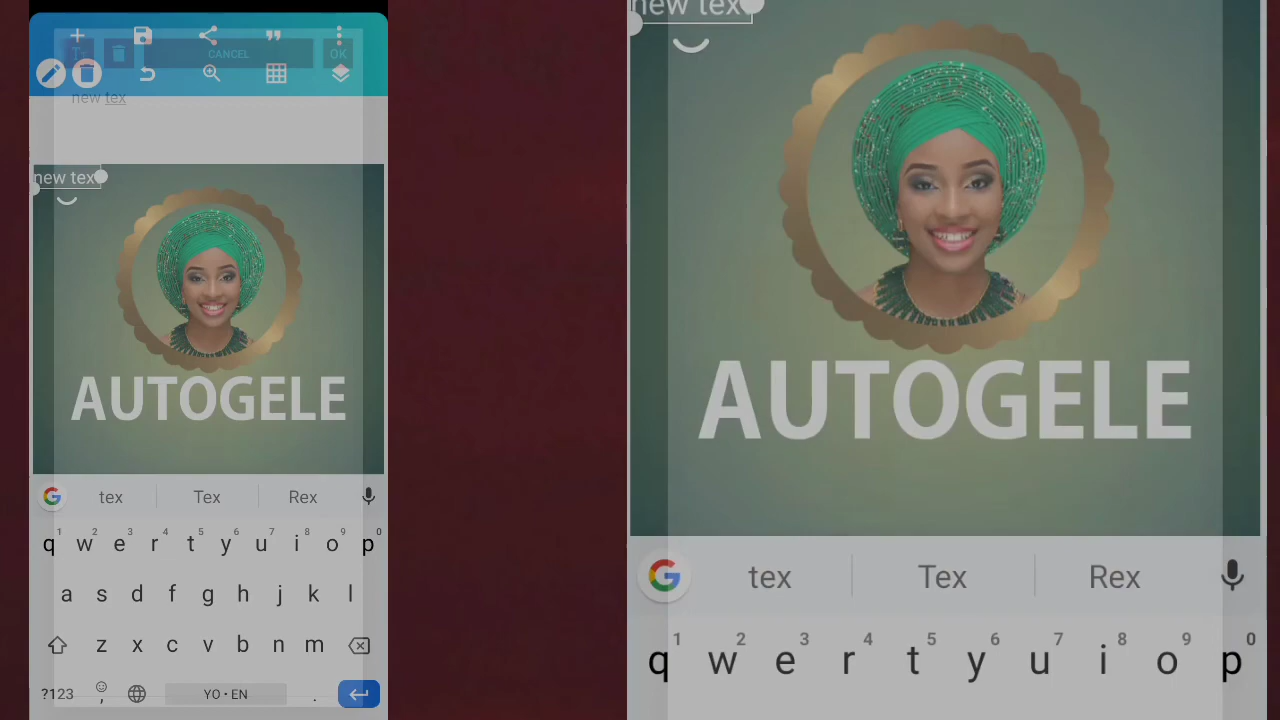 Tт CANCEL OK
new tex
new tex
AUTOGELE
tex Tex Rex
1 2 3 4 5 6 7 8 9 0
q w e r t y u i o p
a s d f g h j k l
z x c v b n m
?123 , YO • EN .
new tex
AUTOGELE
tex Tex Rex
1 2 3 4 5 6 7 8 9 0
q w e r t y u i o p